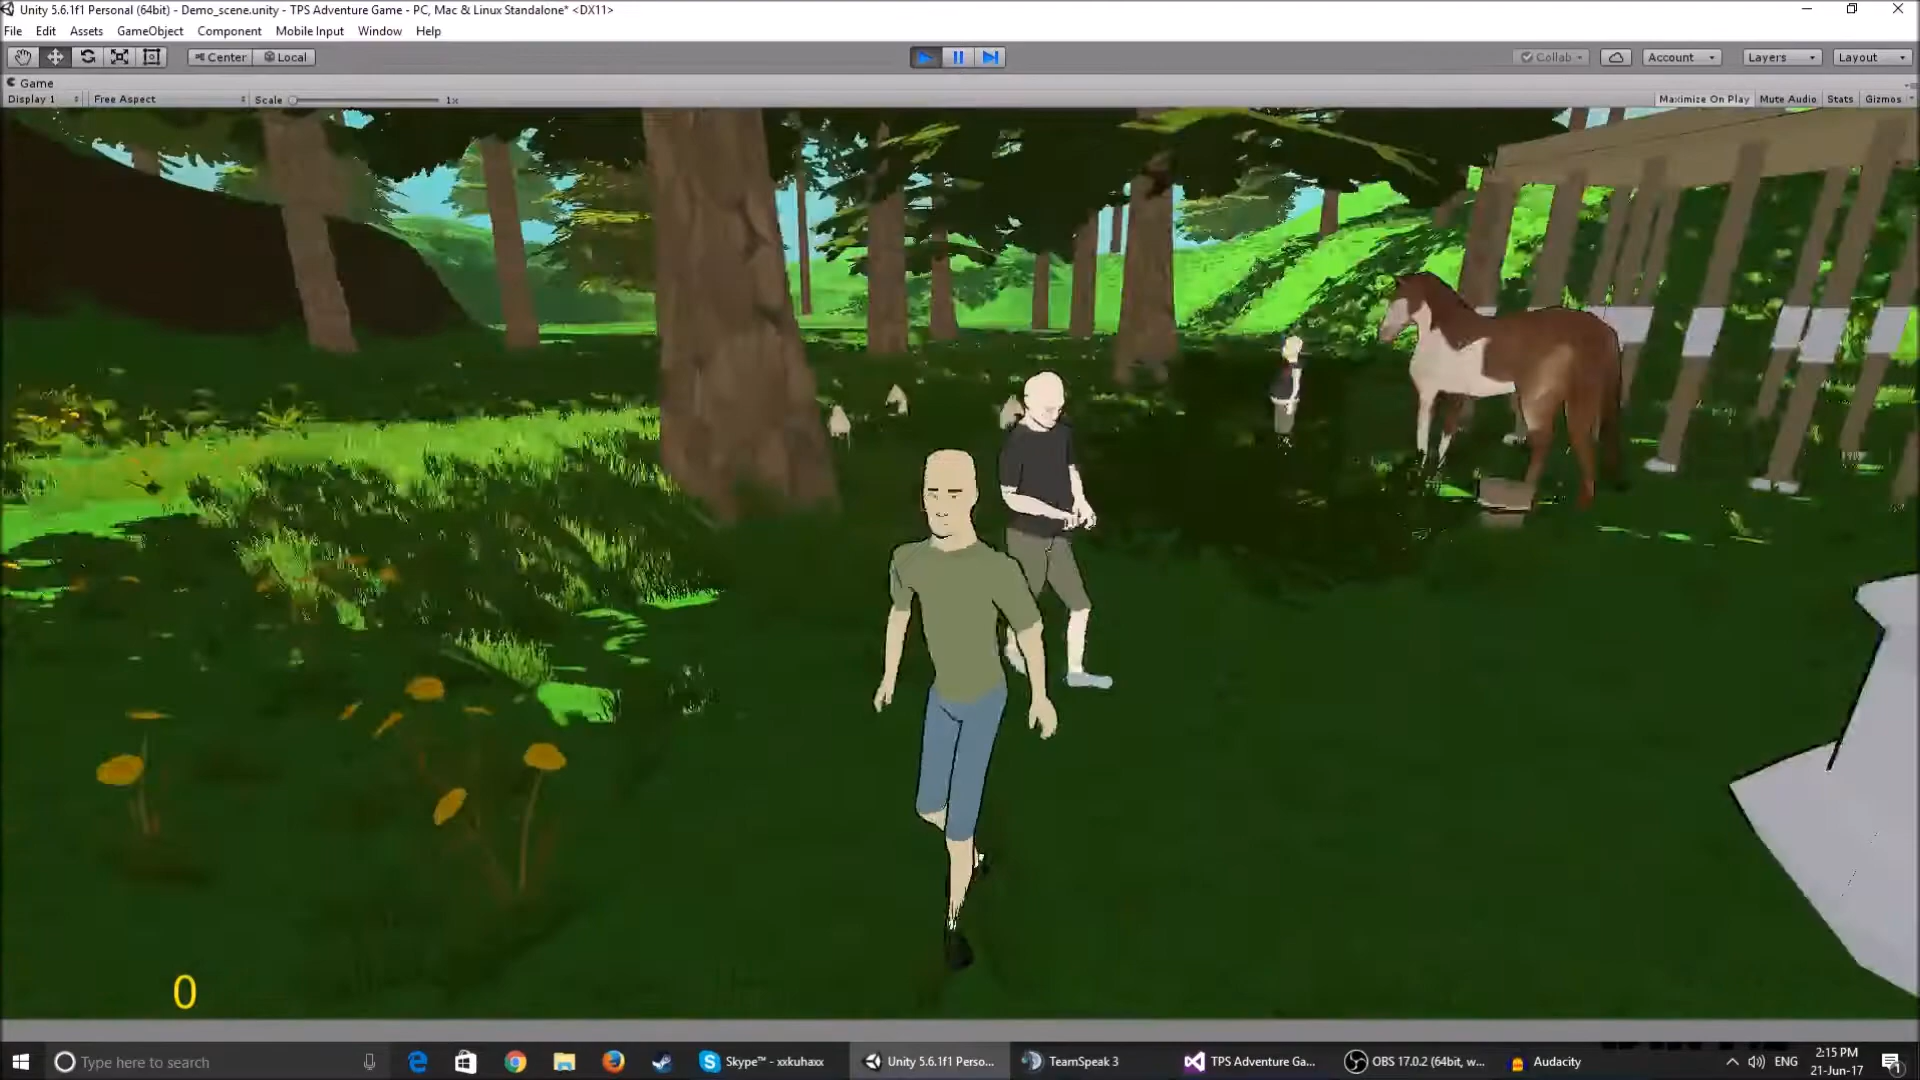 Unity 5.6.1f1 Personal (64bit) - Demo_scene.unity - TPS Adventure Game - PC, Mac & Linux Standalone* <DX11>
File Edit Assets GameObject Component Mobile Input Window Help
Center Local Collab Account Layers Layout
Game
Display 1 Free Aspect Scale 1x Maximize On Play Mute Audio Stats Gizmos
0
Type here to search Skype™ - xxkuhaxx Unity 5.6.1f1 Perso... TeamSpeak 3 TPS Adventure Ga... OBS 17.0.2 (64bit, w... Audacity ENG 2:15 PM
21-Jun-17 1